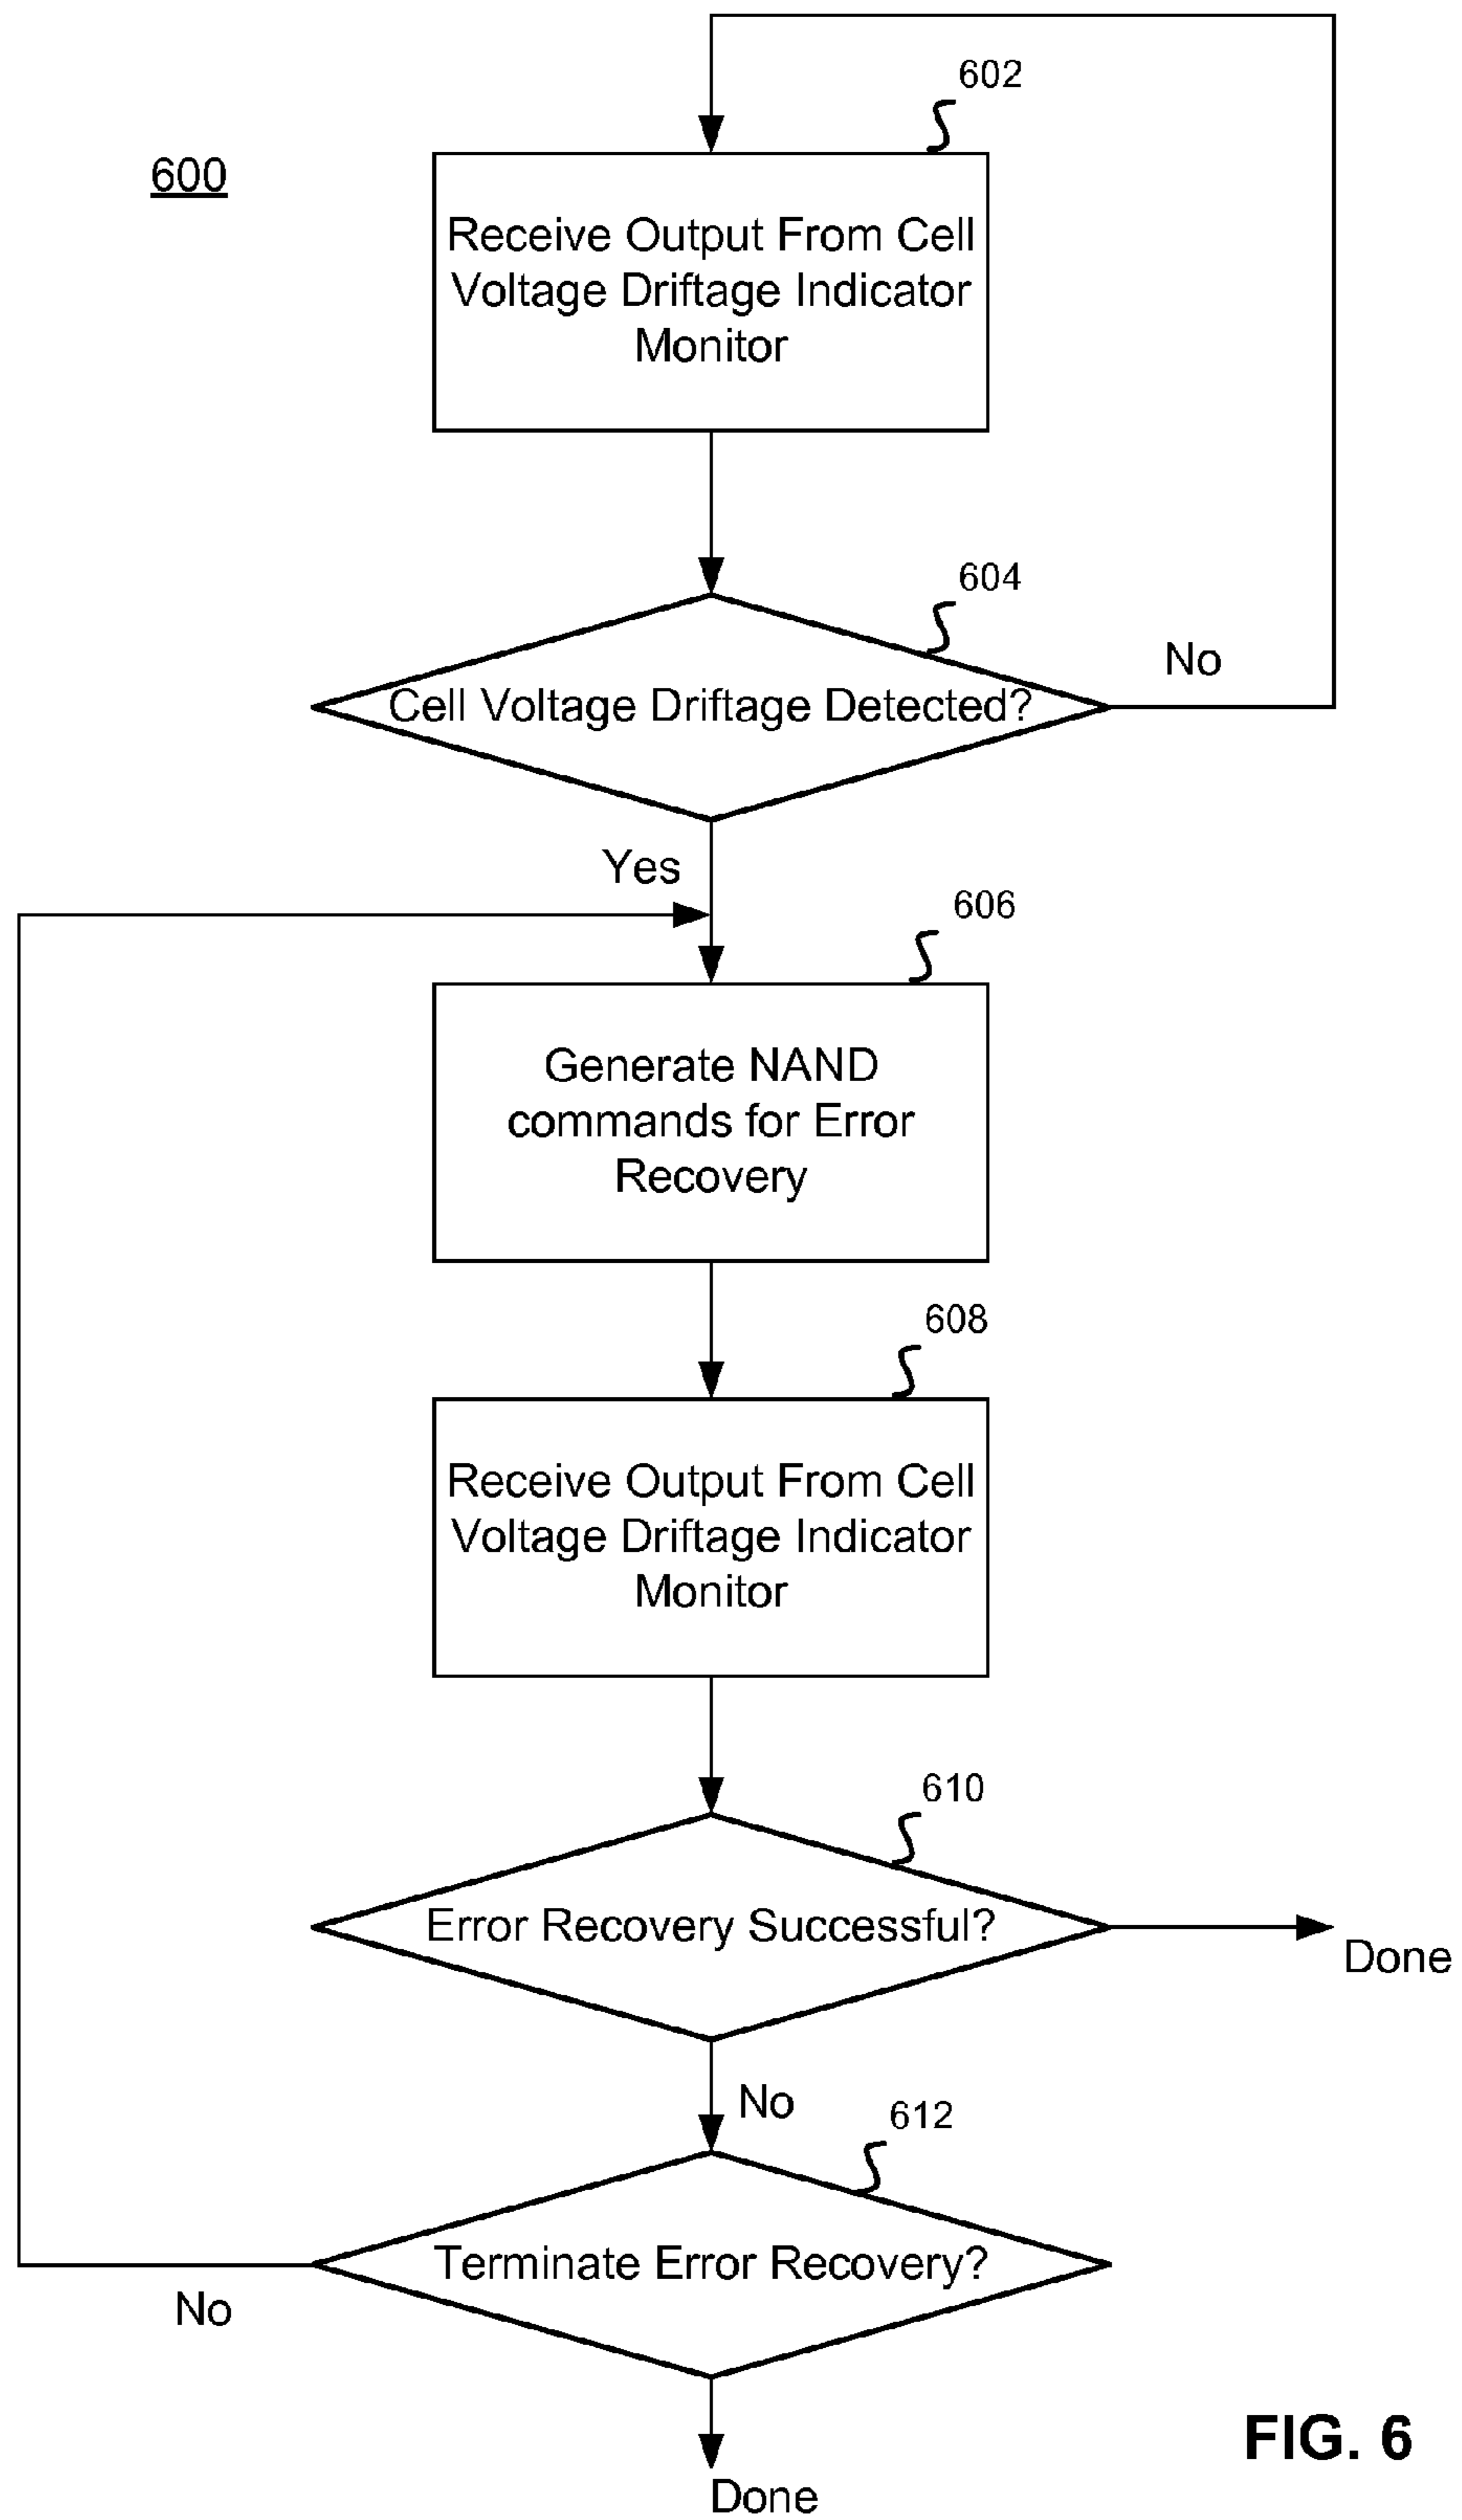 602
600
Receive Output From Cell
Voltage Driftage Indicator
Monitor
604
No
Cell Voltage Driftage Detected?
Yes
606
Generate NAND
commands for Error
Recovery
608
Receive Output From Cell
Voltage Driftage Indicator
Monitor
610
Error Recovery Successful?
Done
No
612
Terminate Error Recovery?
No
FIG. 6
Done